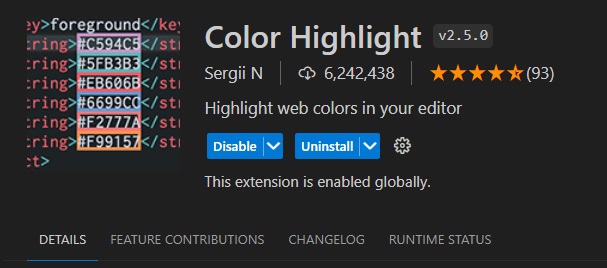 >foreground</key
tring>#C594C5</str
tring>#5FB3B3</str
tring>#EB606B</str
tring>#6699CC</str
tring>#F2777A</str
tring>#F99157</str
ct>
Color Highlight v2.5.0
Sergii N 6,242,438 (93)
Highlight web colors in your editor
Disable Uninstall
This extension is enabled globally.
DETAILS FEATURE CONTRIBUTIONS CHANGELOG RUNTIME STATUS